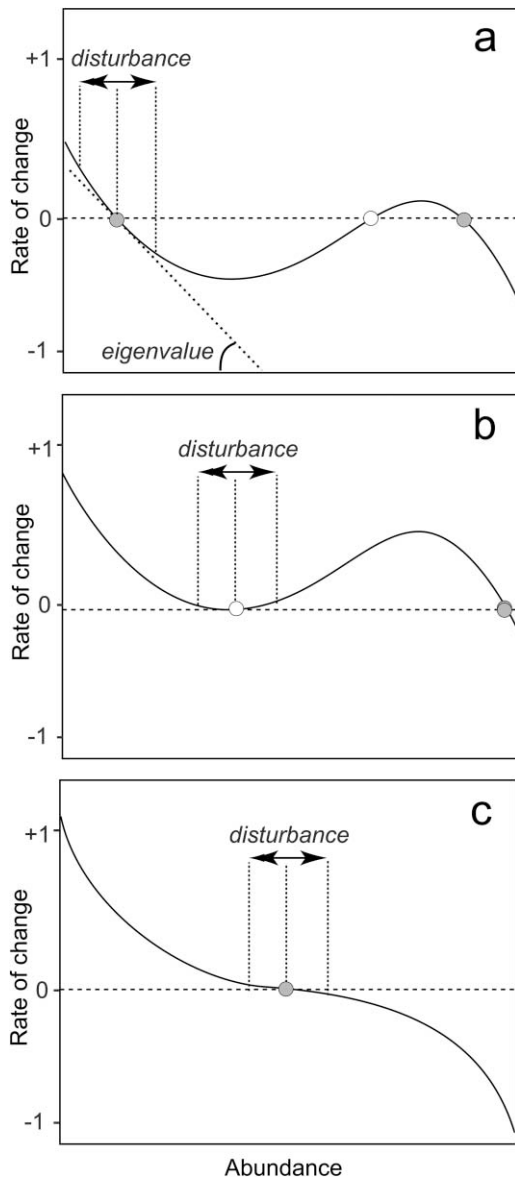 a
+1
disturbance
0
Rate of change
-1
eigenvalue
b
+1
disturbance
0
Rate of change
-1
c
+1
disturbance
0
Rate of change
-1
Abundance